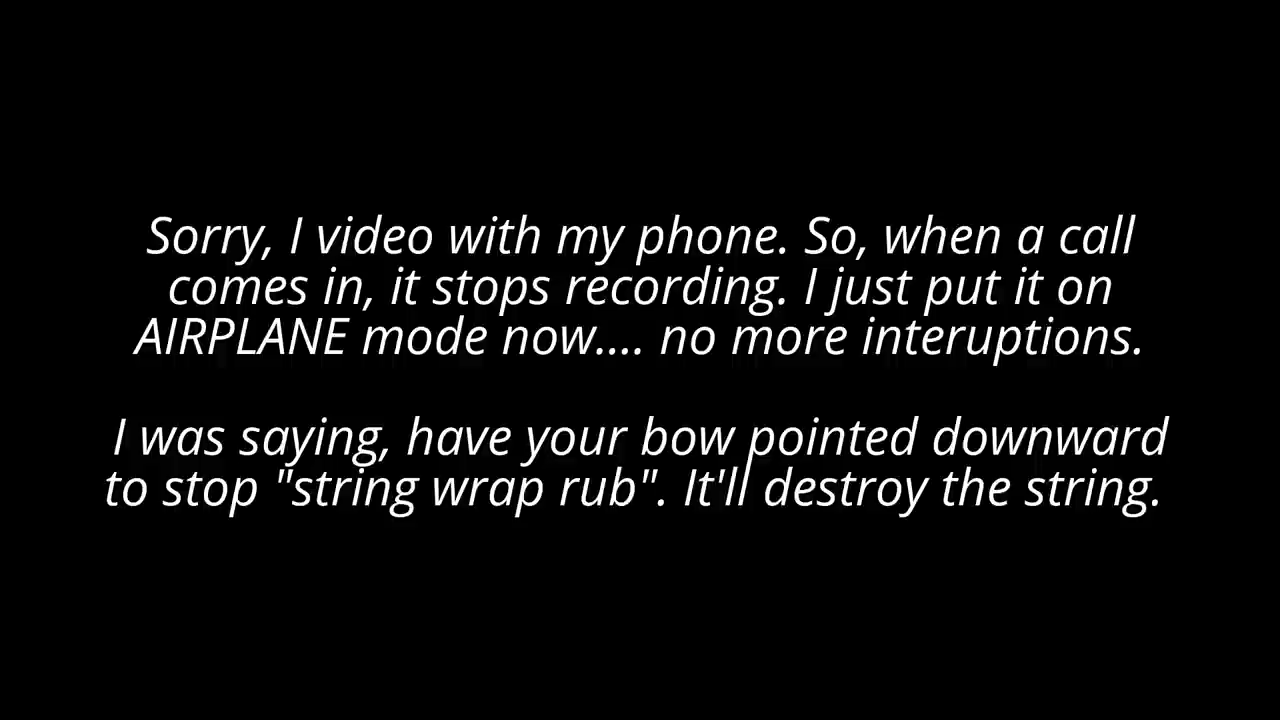 Sorry, I video with my phone. So, when a call
comes in, it stops recording. I just put it on
AIRPLANE mode now.... no more interuptions.
I was saying, have your bow pointed downward
to stop "string wrap rub". It'll destroy the string.